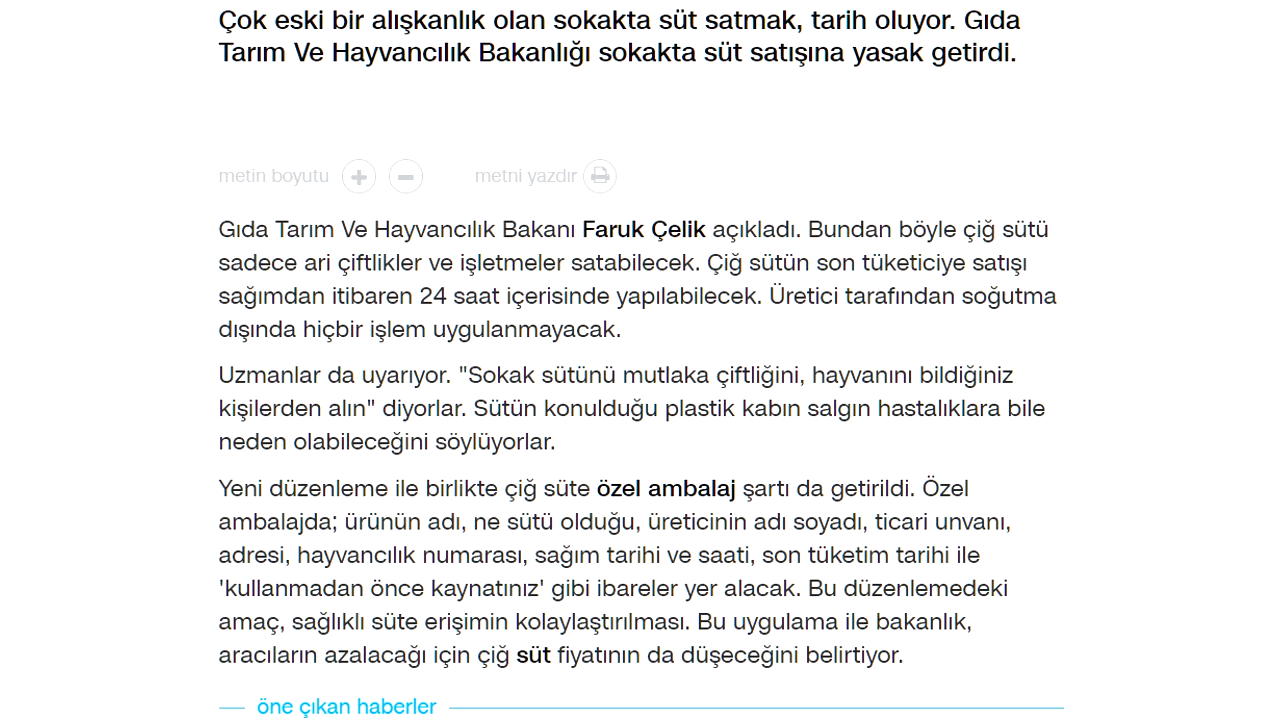 Çok eski bir alışkanlık olan sokakta süt satmak, tarih oluyor. Gıda
Tarım Ve Hayvancılık Bakanlığı sokakta süt satışına yasak getirdi.
metin boyutu metni yazdır
Gıda Tarım Ve Hayvancılık Bakanı Faruk Çelik açıkladı. Bundan böyle çiğ sütü
sadece ari çiftlikler ve işletmeler satabilecek. Çiğ sütün son tüketiciye satışı
sağımdan itibaren 24 saat içerisinde yapılabilecek. Üretici tarafından soğutma
dışında hiçbir işlem uygulanmayacak.
Uzmanlar da uyarıyor. "Sokak sütünü mutlaka çiftliğini, hayvanını bildiğiniz
kişilerden alın" diyorlar. Sütün konulduğu plastik kabın salgın hastalıklara bile
neden olabileceğini söylüyorlar.
Yeni düzenleme ile birlikte çiğ süte özel ambalaj şartı da getirildi. Özel
ambalajda; ürünün adı, ne sütü olduğu, üreticinin adı soyadı, ticari unvanı,
adresi, hayvancılık numarası, sağım tarihi ve saati, son tüketim tarihi ile
'kullanmadan önce kaynatınız' gibi ibareler yer alacak. Bu düzenlemedeki
amaç, sağlıklı süte erişimin kolaylaştırılması. Bu uygulama ile bakanlık,
aracıların azalacağı için çiğ süt fiyatının da düşeceğini belirtiyor.
öne çıkan haberler